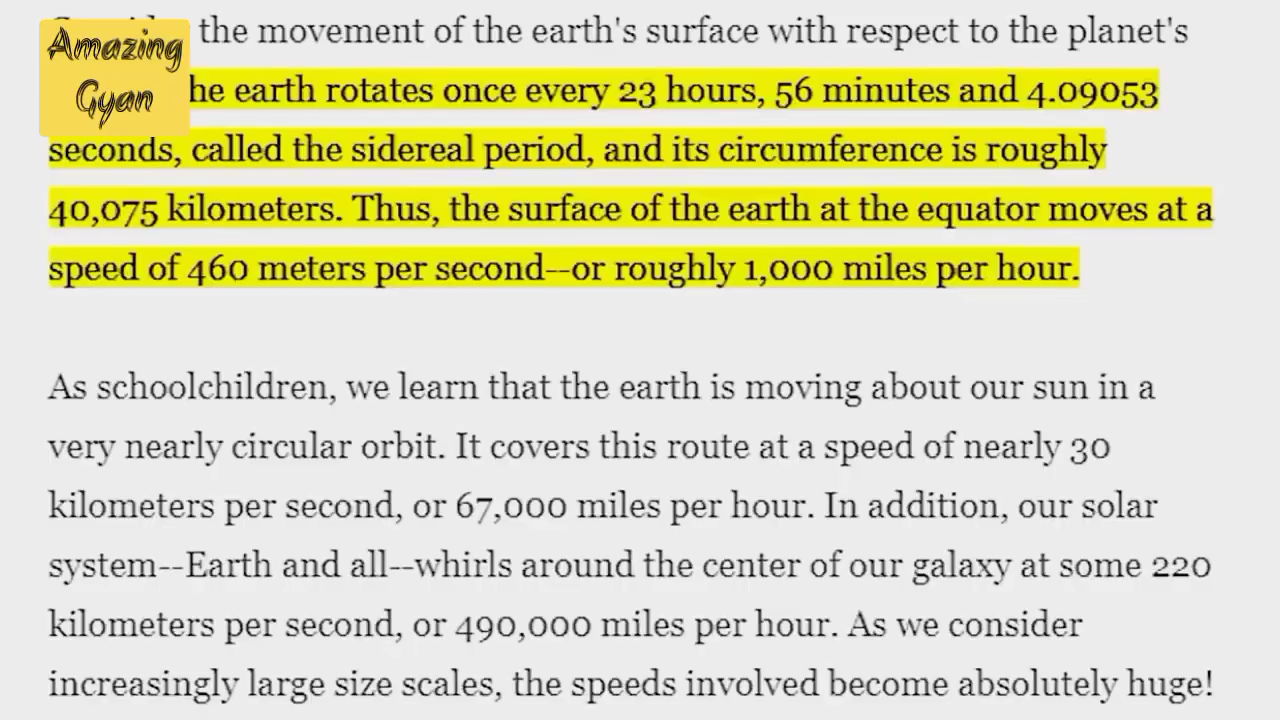 Amazing
Gyan
the movement of the earth's surface with respect to the planet's
he earth rotates once every 23 hours, 56 minutes and 4.09053
seconds, called the sidereal period, and its circumference is roughly
40,075 kilometers. Thus, the surface of the earth at the equator moves at a
speed of 460 meters per second--or roughly 1,000 miles per hour.
As schoolchildren, we learn that the earth is moving about our sun in a
very nearly circular orbit. It covers this route at a speed of nearly 30
kilometers per second, or 67,000 miles per hour. In addition, our solar
system--Earth and all--whirls around the center of our galaxy at some 220
kilometers per second, or 490,000 miles per hour. As we consider
increasingly large size scales, the speeds involved become absolutely huge!